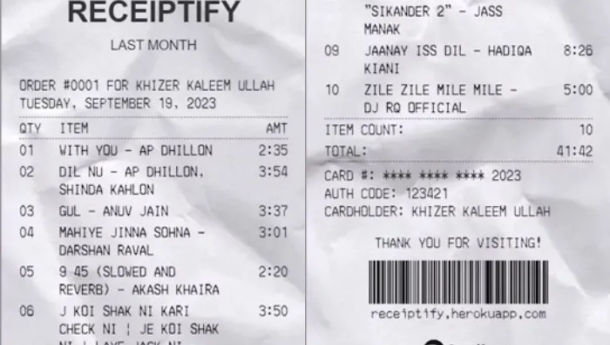 RECEIPTIFY
LAST MONTH
ORDER #0001 FOR KHIZER KALEEM ULLAH
TUESDAY, SEPTEMBER 19, 2023
QTY ITEM AMT
01 WITH YOU - AP DHILLON 2:35
02 DIL NU - AP DHILLON, 3:54
SHINDA KAHLON
03 GUL - ANUV JAIN 3:37
04 MAHIYE JINNA SOHNA - 3:01
DARSHAN RAVAL
05 9 45 (SLOWED AND 2:20
REVERB) - AKASH KHAIRA
06 J KOI SHAK NI KARI 3:50
CHECK NI ¦ JE KOI SHAK
"SIKANDER 2" - JASS
MANAK
09 JAANAY ISS DIL - HADIQA 8:26
KIANI
10 ZILE ZILE MILE MILE - 5:00
DJ RQ OFFICIAL
ITEM COUNT: 10
TOTAL: 41:42
CARD #: **** **** **** 2023
AUTH CODE: 123421
CARDHOLDER: KHIZER KALEEM ULLAH
THANK YOU FOR VISITING!
receiptify.herokuapp.com